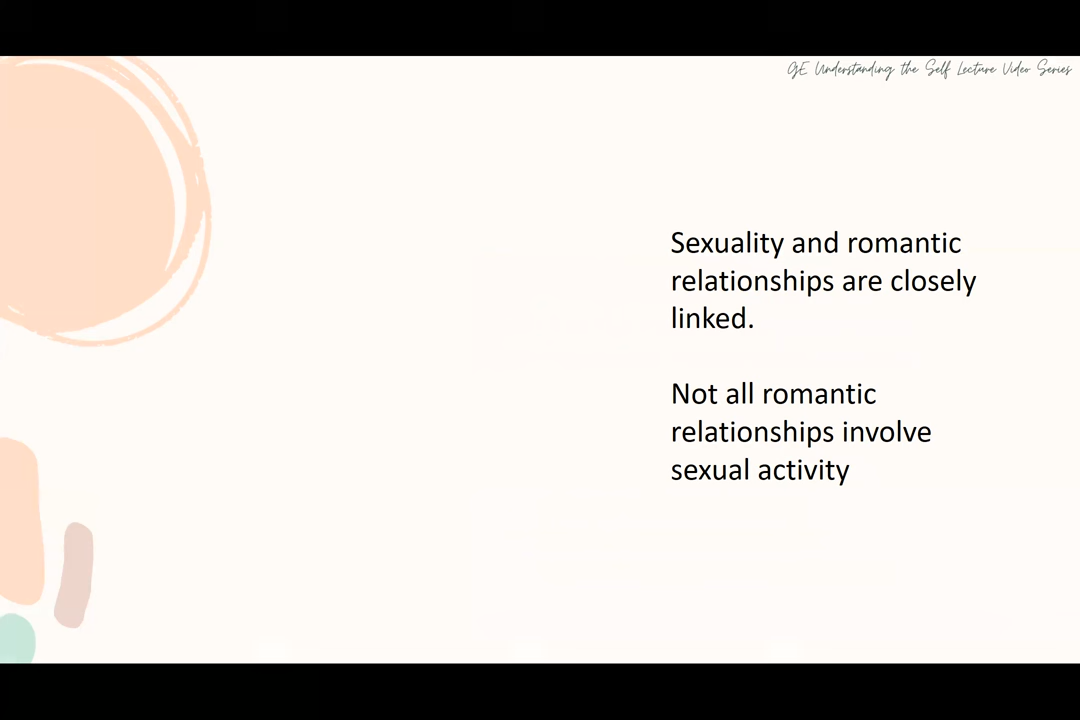 GE Understanding the Self Lecture Video Series
Sexuality and romantic
relationships are closely
linked.
Not all romantic
relationships involve
sexual activity